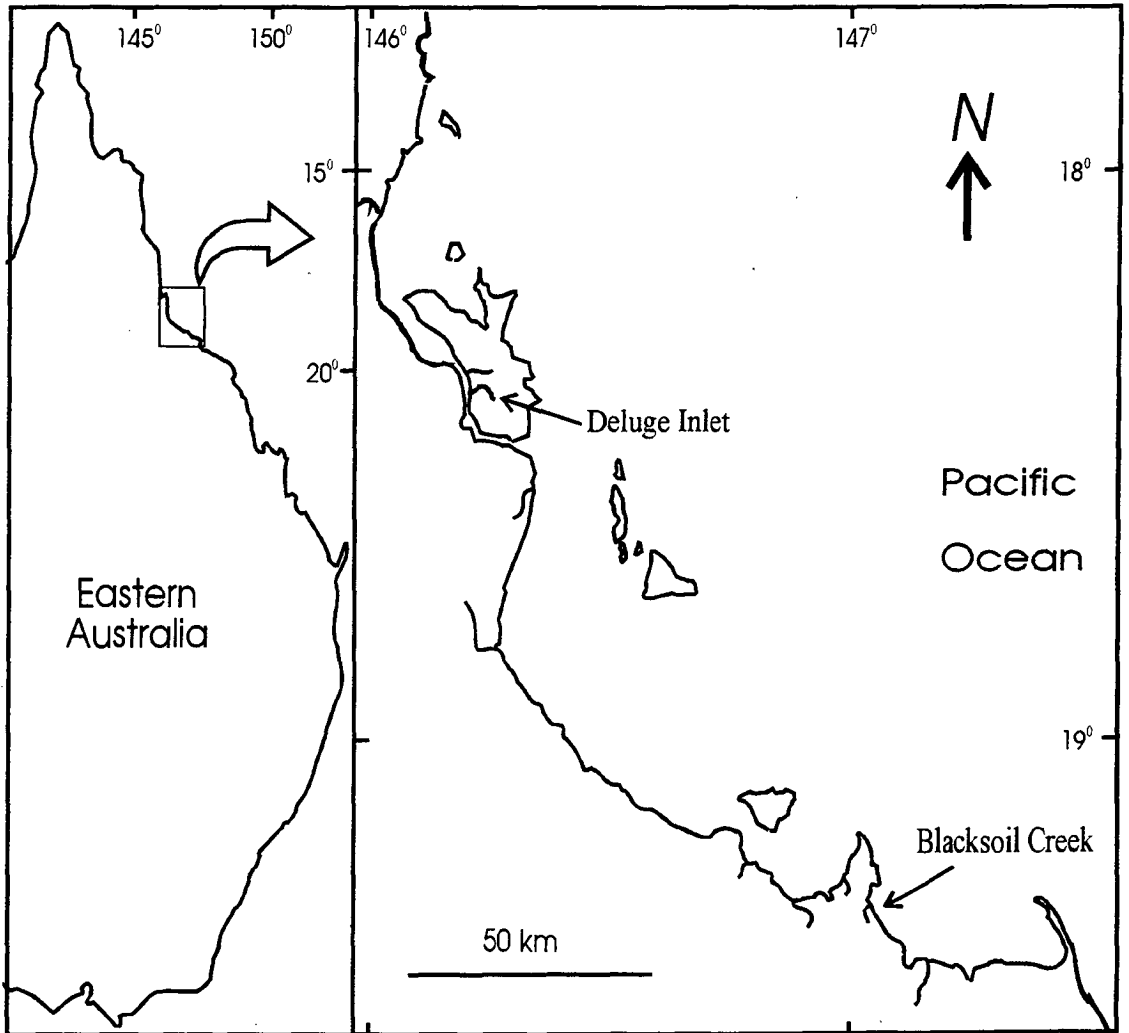 145⁰
150⁰
146⁰
147⁰
N
15⁰
18⁰
20⁰
Deluge Inlet
Pacific
Ocean
Eastern
Australia
19⁰
Blacksoil Creek
50 km